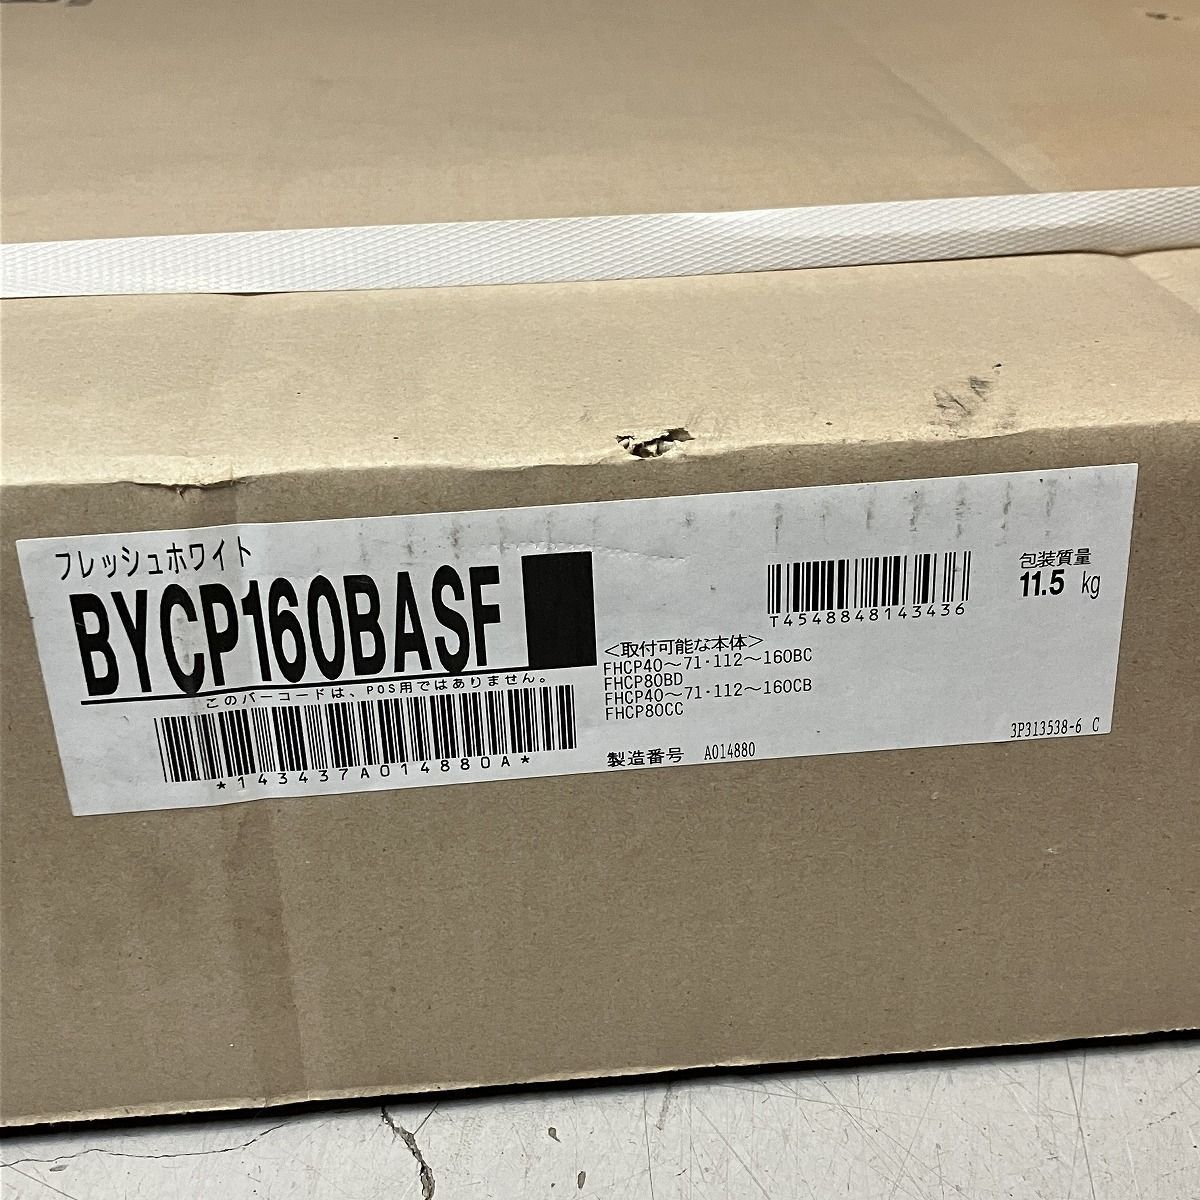 フレッシュホワイト
BYCP160BASF
このバーコードは、POS用ではありません。
*143437A014880A*
T4548848143436
包装質量
11.5 kg
<取付可能な本体>
FHCP40～71・112～160BC
FHCP80BD
FHCP40～71・112～160CB
FHCP80CC
製造番号 A014880
3P313538-6 C